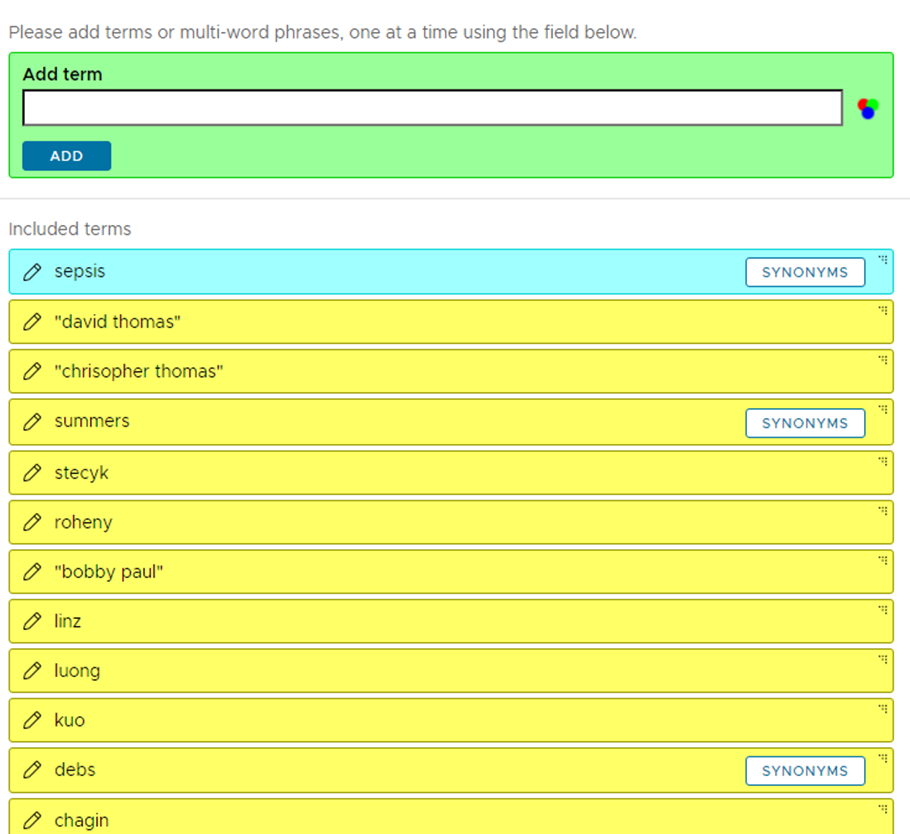 Please add terms or multi-word phrases, one at a time using the field below.
Add term
ADD
Included terms
sepsis SYNONYMS
"david thomas"
"chrisopher thomas"
summers SYNONYMS
stecyk
roheny
"bobby paul"
linz
luong
kuo
debs SYNONYMS
chagin